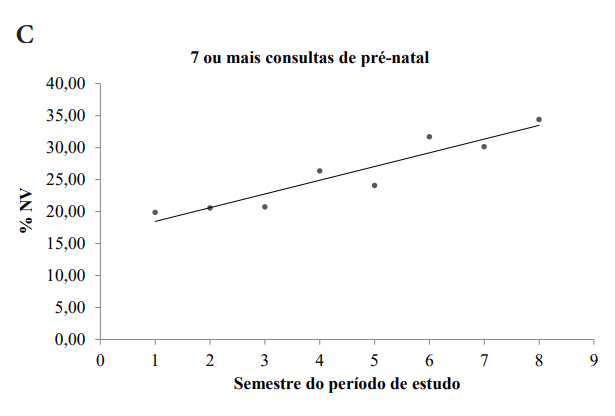 C
7 ou mais consultas de pré-natal
% NV
40,00
35,00
30,00
25,00
20,00
15,00
10,00
5,00
0,00
0 1 2 3 4 5 6 7 8 9
Semestre do período de estudo